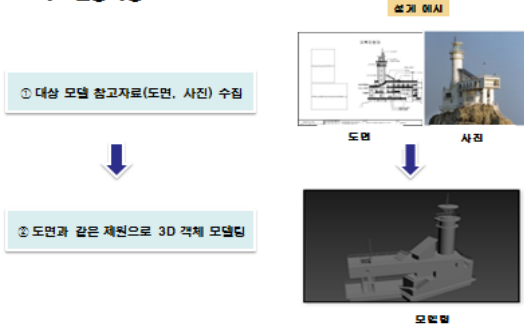 설계 예시
① 대상 모델 참고자료(도면, 사진) 수집
도면
사진
② 도면과 같은 제원으로 3D 객체 모델링
모델링